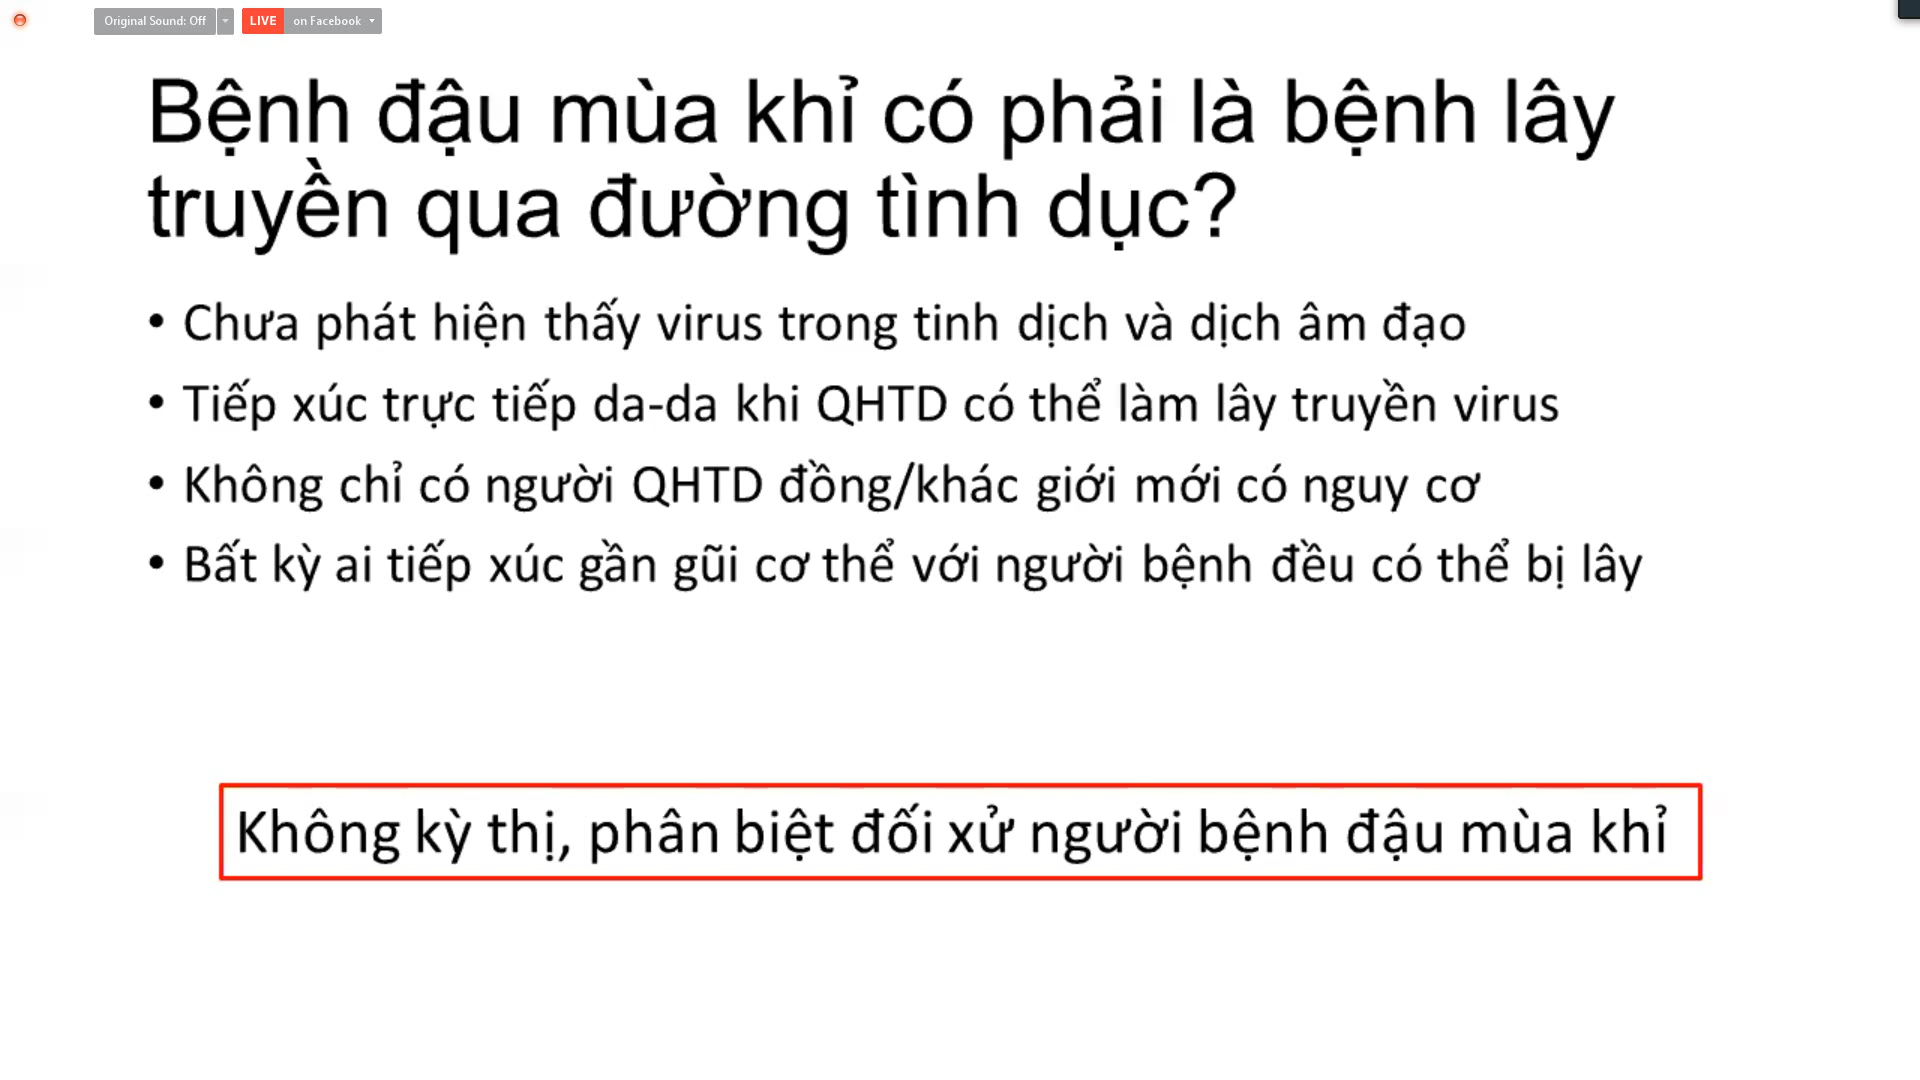 Original Sound: Off
LIVE on Facebook
Bệnh đậu mùa khỉ có phải là bệnh lây
truyền qua đường tình dục?
• Chưa phát hiện thấy virus trong tinh dịch và dịch âm đạo
• Tiếp xúc trực tiếp da-da khi QHTD có thể làm lây truyền virus
• Không chỉ có người QHTD đồng/khác giới mới có nguy cơ
• Bất kỳ ai tiếp xúc gần gũi cơ thể với người bệnh đều có thể bị lây
Không kỳ thị, phân biệt đối xử người bệnh đậu mùa khỉ